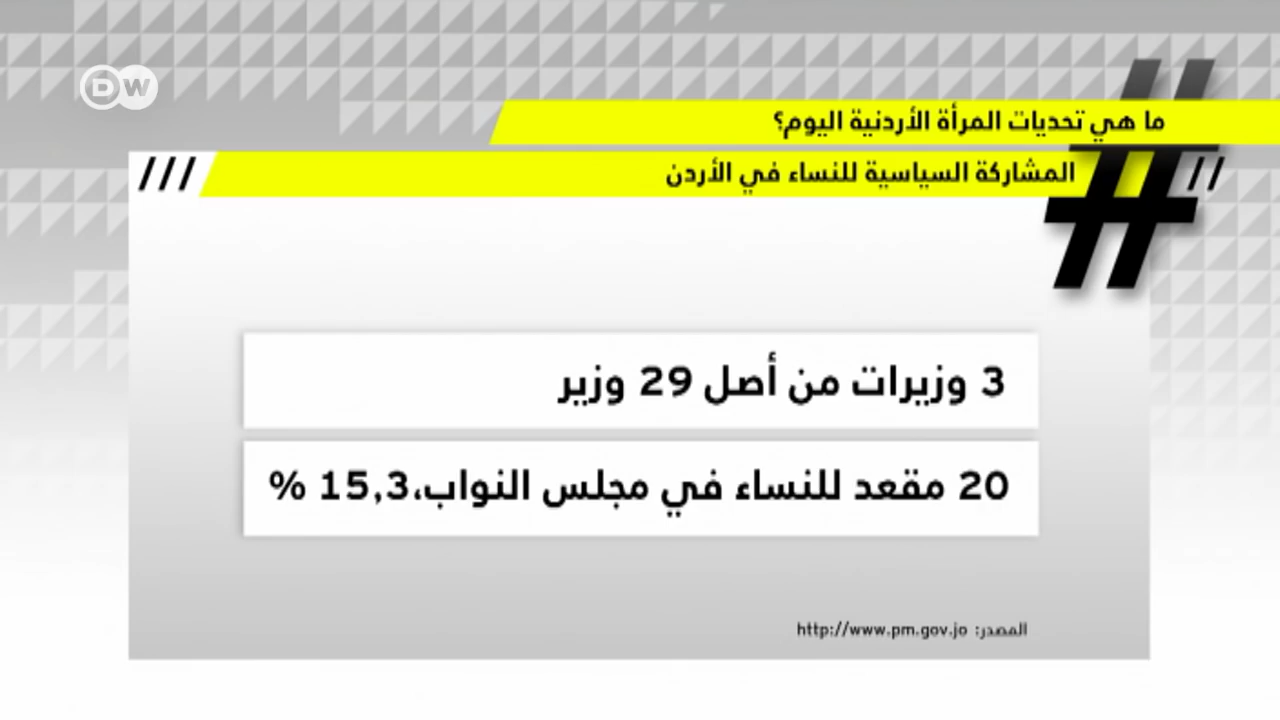 DW
ما هي تحديات المرأة الأردنية اليوم؟
المشاركة السياسية للنساء في الأردن
3 وزيرات من أصل 29 وزير
20 مقعد للنساء في مجلس النواب،15,3 %
المصدر: http://www.pm.gov.jo